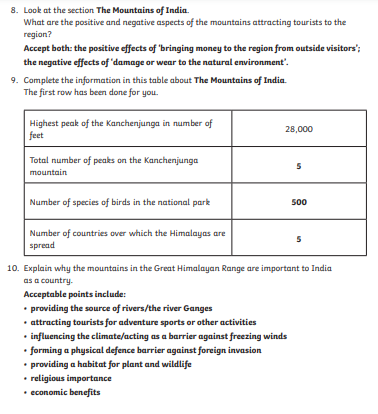 8. Look at the section The Mountains of India.
What are the positive and negative aspects of the mountains attracting tourists to the
region?
Accept both: the positive effects of 'bringing money to the region from outside visitors';
the negative effects of 'damage or wear to the natural environment'.
9. Complete the information in this table about The Mountains of India.
The first row has been done for you.
Highest peak of the Kanchenjunga in number of
feet
28,000
Total number of peaks on the Kanchenjunga
mountain
5
Number of species of birds in the national park
500
Number of countries over which the Himalayas are
spread
5
10. Explain why the mountains in the Great Himalayan Range are important to India
as a country.
Acceptable points include:
• providing the source of rivers/the river Ganges
• attracting tourists for adventure sports or other activities
• influencing the climate/acting as a barrier against freezing winds
• forming a physical defence barrier against foreign invasion
• providing a habitat for plant and wildlife
• religious importance
• economic benefits